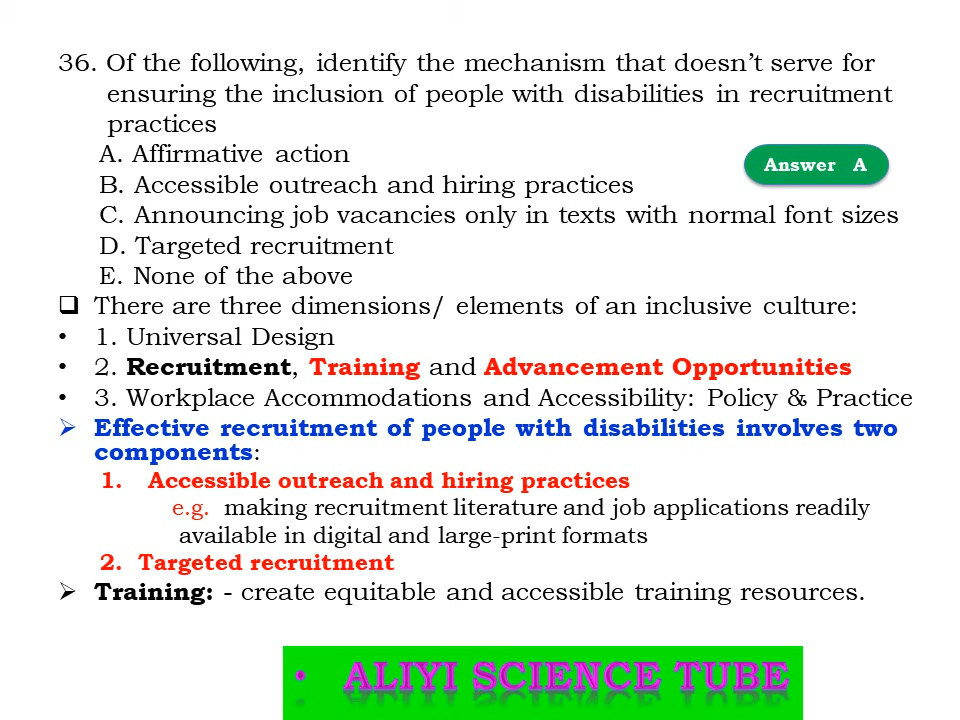 36. Of the following, identify the mechanism that doesn’t serve for
ensuring the inclusion of people with disabilities in recruitment
practices
A. Affirmative action
Answer A
B. Accessible outreach and hiring practices
C. Announcing job vacancies only in texts with normal font sizes
D. Targeted recruitment
E. None of the above
❑ There are three dimensions/ elements of an inclusive culture:
• 1. Universal Design
• 2. Recruitment, Training and Advancement Opportunities
• 3. Workplace Accommodations and Accessibility: Policy & Practice
➢ Effective recruitment of people with disabilities involves two
components:
1. Accessible outreach and hiring practices
e.g. making recruitment literature and job applications readily
available in digital and large-print formats
2. Targeted recruitment
➢ Training: - create equitable and accessible training resources.
• ALIYI SCIENCE TUBE